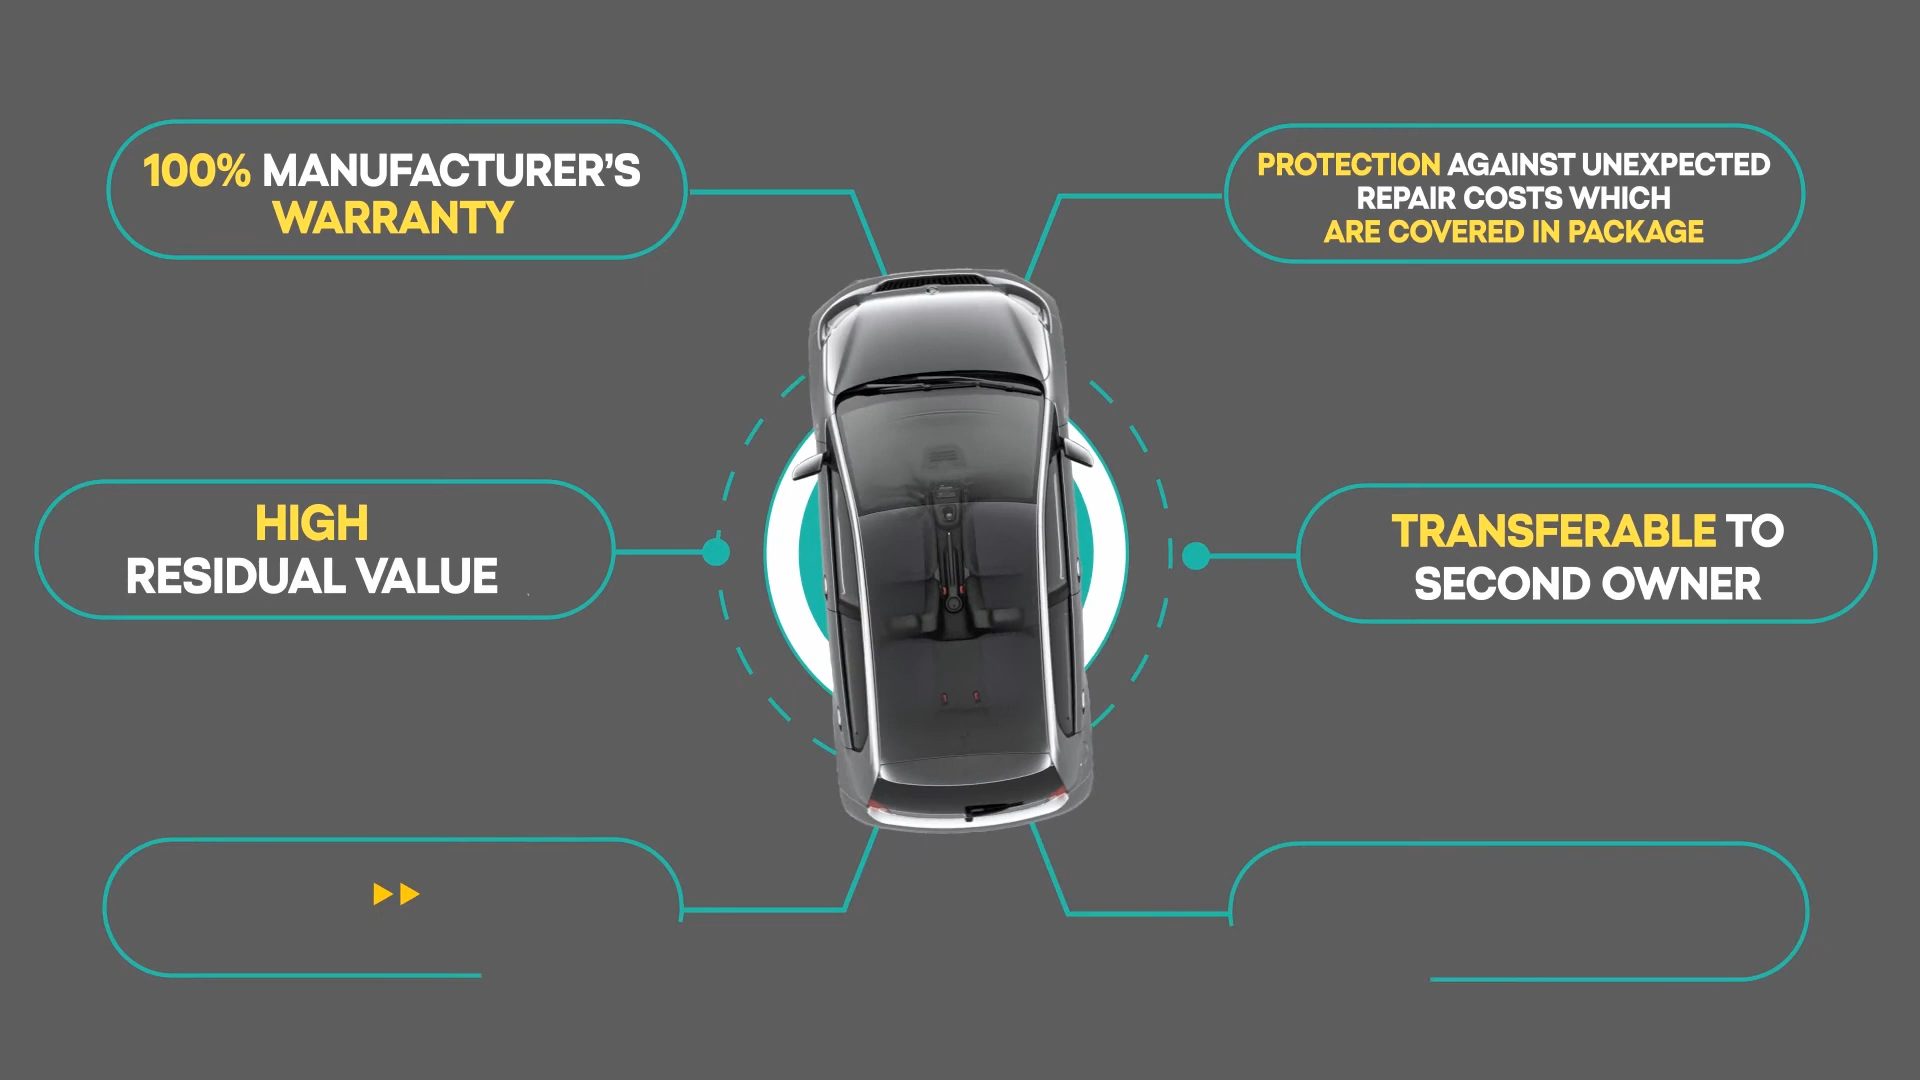 100% MANUFACTURER'S
WARRANTY
PROTECTION AGAINST UNEXPECTED
REPAIR COSTS WHICH
ARE COVERED IN PACKAGE
HIGH
RESIDUAL VALUE
TRANSFERABLE TO
SECOND OWNER